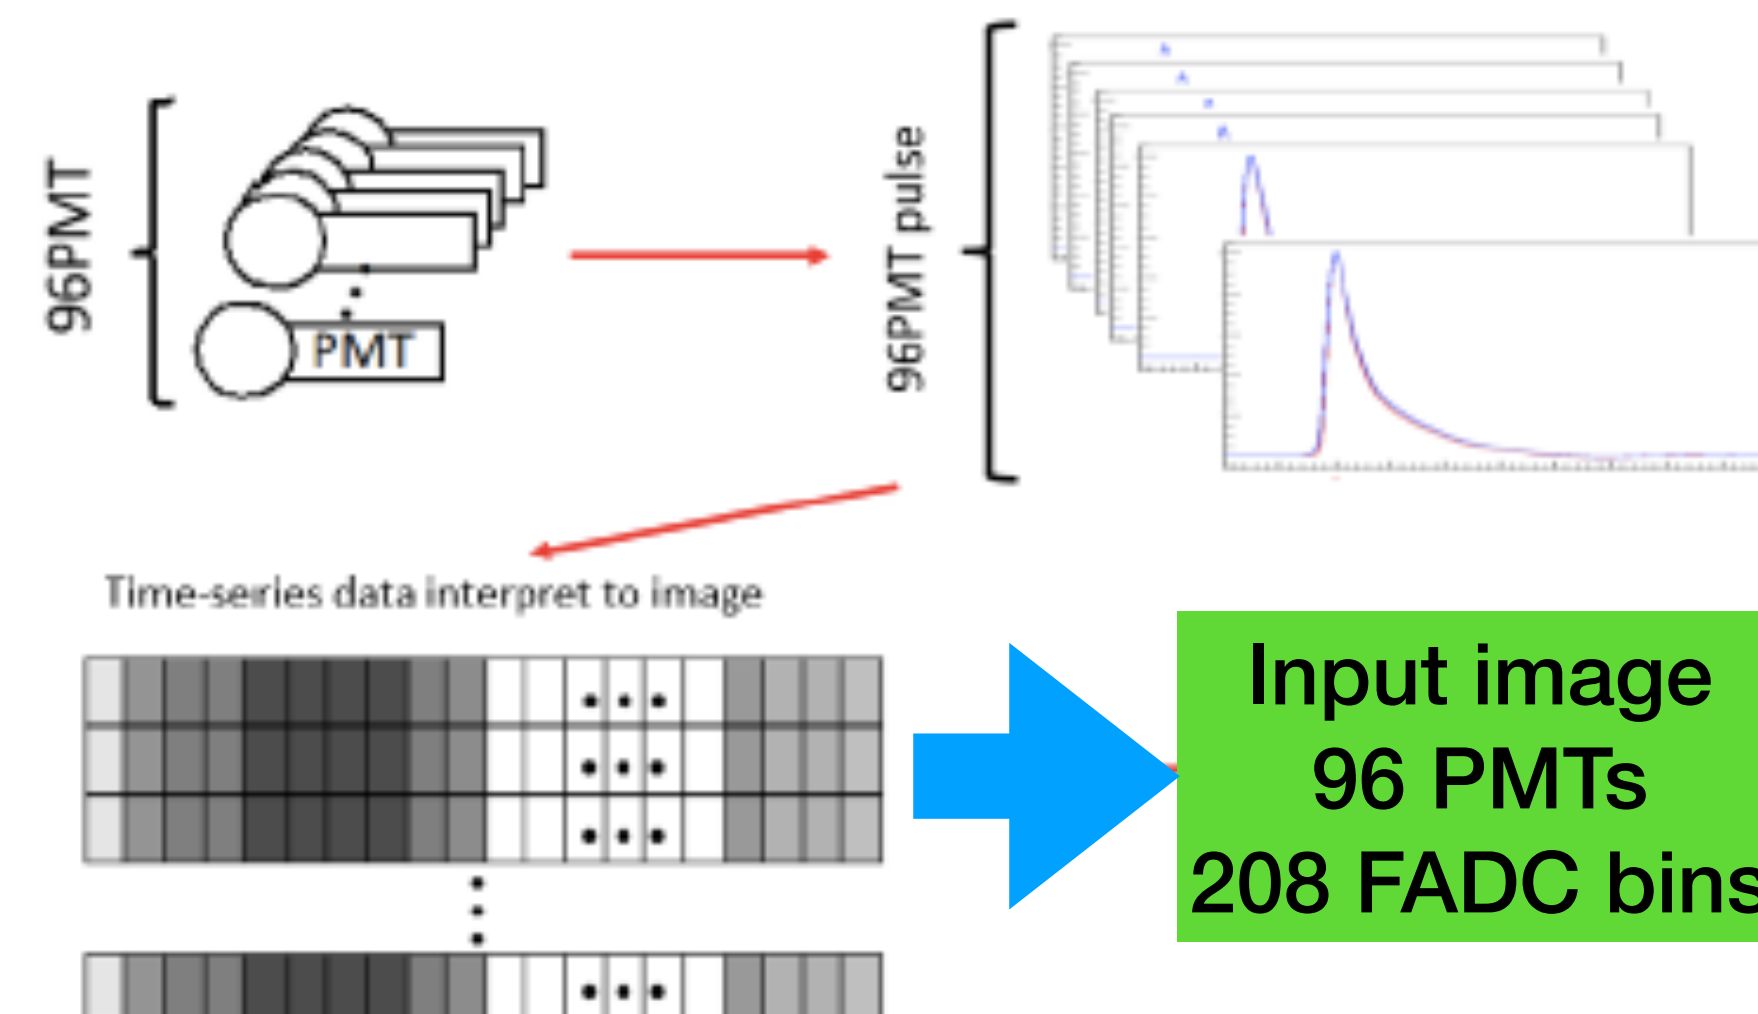 96PMT
PMT
96PMT pulse
Time-series data interpret to image
Input image
96 PMTs
208 FADC bins